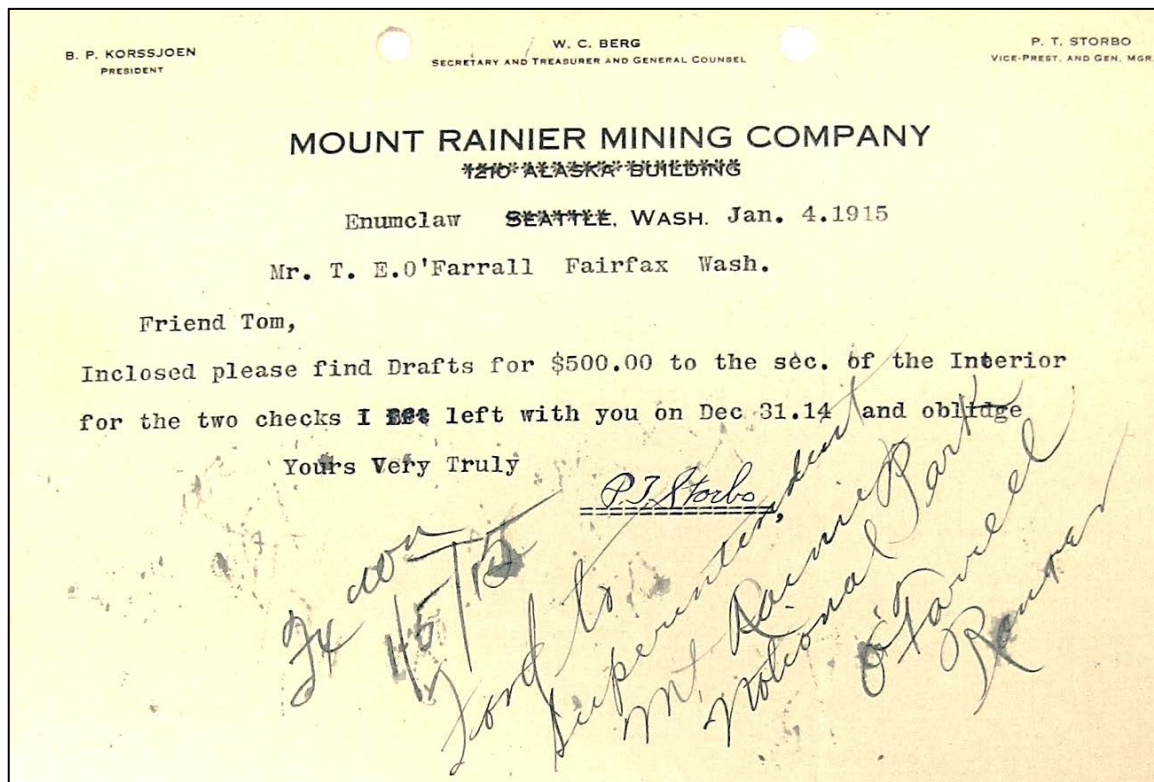 B. P. KORSSJOEN
PRESIDENT
W. C. BERG
SECRETARY AND TREASURER AND GENERAL COUNSEL
P. T. STORBO
VICE-PREST. AND GEN. MGR.
MOUNT RAINIER MINING COMPANY
1210 ALASKA BUILDING
Enumclaw SEATTLE, WASH. Jan. 4.1915
Mr. T. E.O'Farrall Fairfax Wash.
Friend Tom,
Inclosed please find Drafts for $500.00 to the sec. of the Interior
for the two checks I left with you on Dec 31.14 and oblidge
Yours Very Truly
P.T. Storbo
1/5/15
to
Superintendent
Mt Rainier
National Park
O'Farrel
Ranger